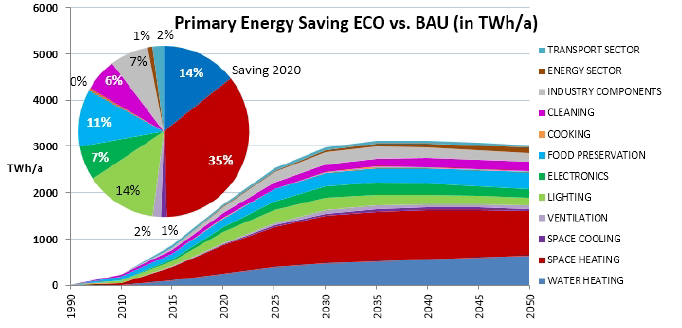 Primary Energy Saving ECO vs. BAU (in TWh/a)
6000
5000
4000
3000
2000
1000
0
TWh/a
1% 2%
7%
14%
Saving 2020
0%
6%
11%
35%
7%
14%
2% 1%
TRANSPORT SECTOR
ENERGY SECTOR
INDUSTRY COMPONENTS
CLEANING
COOKING
FOOD PRESERVATION
ELECTRONICS
LIGHTING
VENTILATION
SPACE COOLING
SPACE HEATING
WATER HEATING
1990
2010
2015
2020
2025
2030
2035
2040
2045
2050